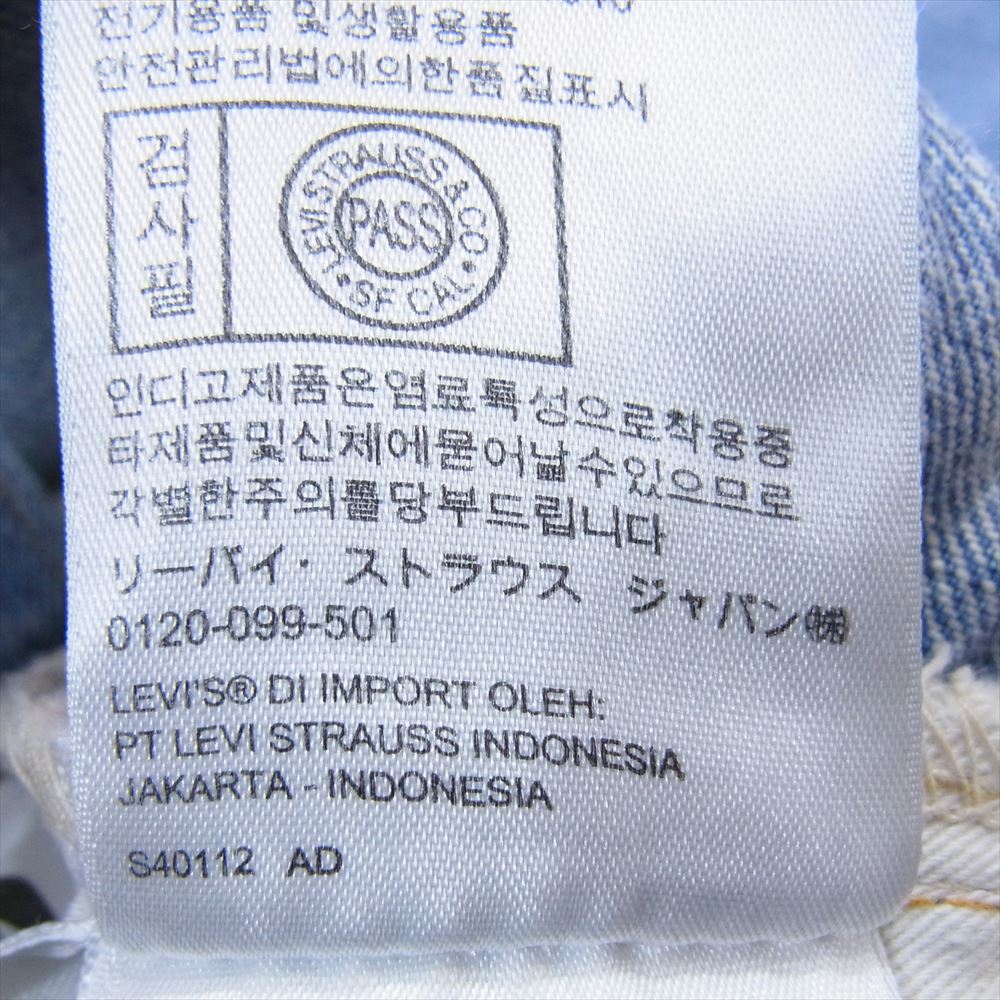 전기용품 및생활용품
안전관리법에의한품질표시
검사필
LEVI STRAUSS & CO
PASS
• SF CAL •
인디고제품은염료특성으로착용중
타제품및신체에묻어날수있으므로
각별한주의를당부드립니다
リーバイ・ストラウス ジャパン㈱
0120-099-501
LEVI'S® DI IMPORT OLEH:
PT LEVI STRAUSS INDONESIA
JAKARTA - INDONESIA
S40112 AD